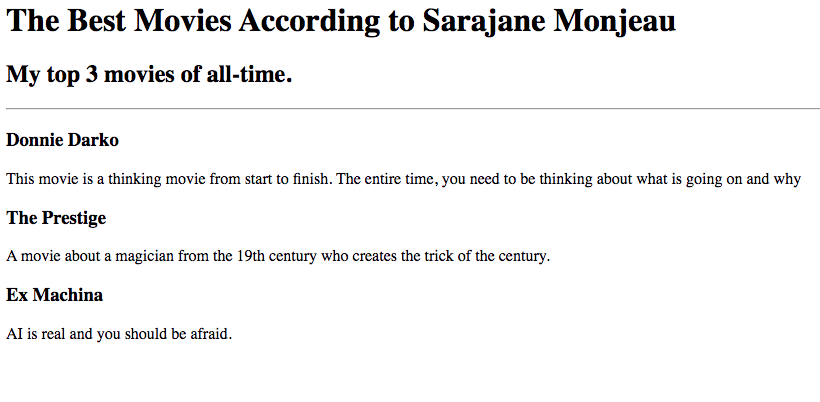 The Best Movies According to Sarajane Monjeau
My top 3 movies of all-time.
Donnie Darko
This movie is a thinking movie from start to finish. The entire time, you need to be thinking about what is going on and why
The Prestige
A movie about a magician from the 19th century who creates the trick of the century.
Ex Machina
AI is real and you should be afraid.